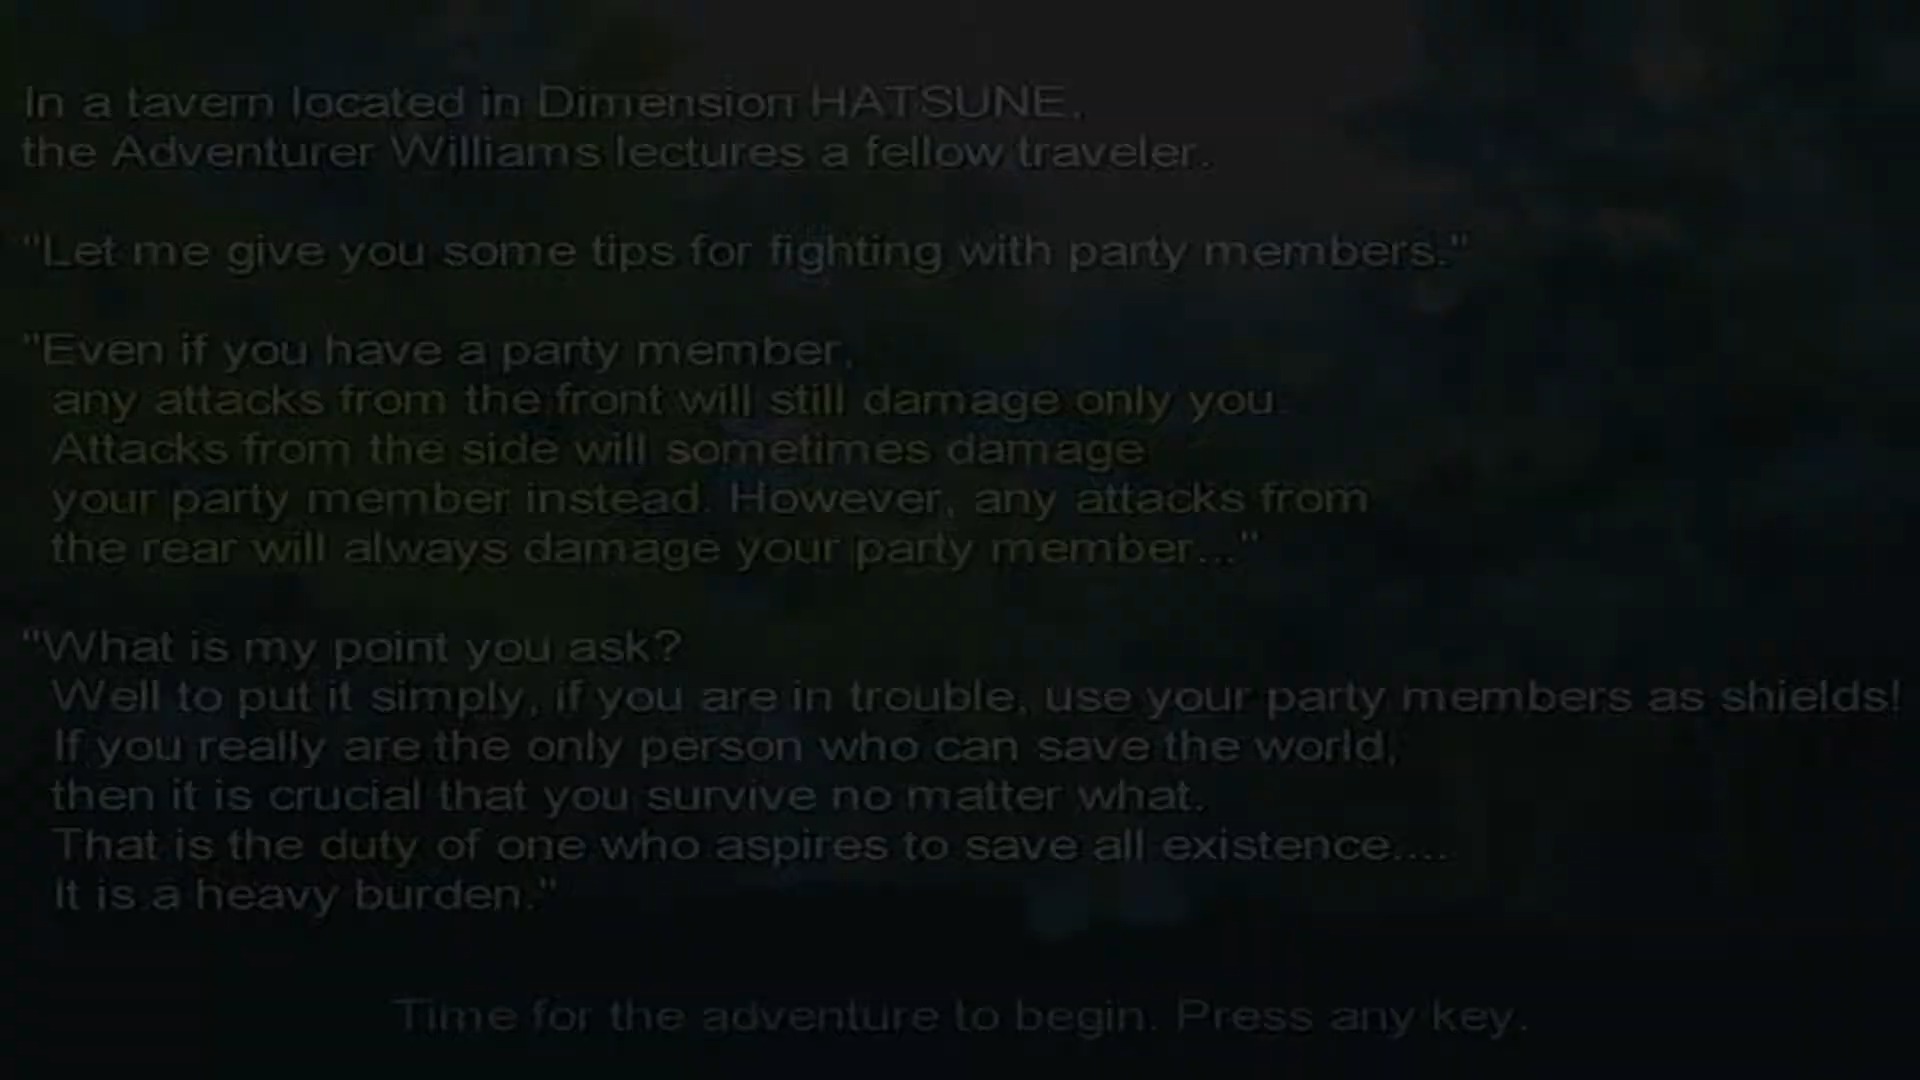 In a tavern located in Dimension HATSUNE,
the Adventurer Williams lectures a fellow traveler.
"Let me give you some tips for fighting with party members."
"Even if you have a party member,
any attacks from the front will still damage only you.
Attacks from the side will sometimes damage
your party member instead. However, any attacks from
the rear will always damage your party member..."
"What is my point you ask?
Well to put it simply, if you are in trouble, use your party members as shields!
If you really are the only person who can save the world,
then it is crucial that you survive no matter what.
That is the duty of one who aspires to save all existence....
It is a heavy burden."
Time for the adventure to begin. Press any key.